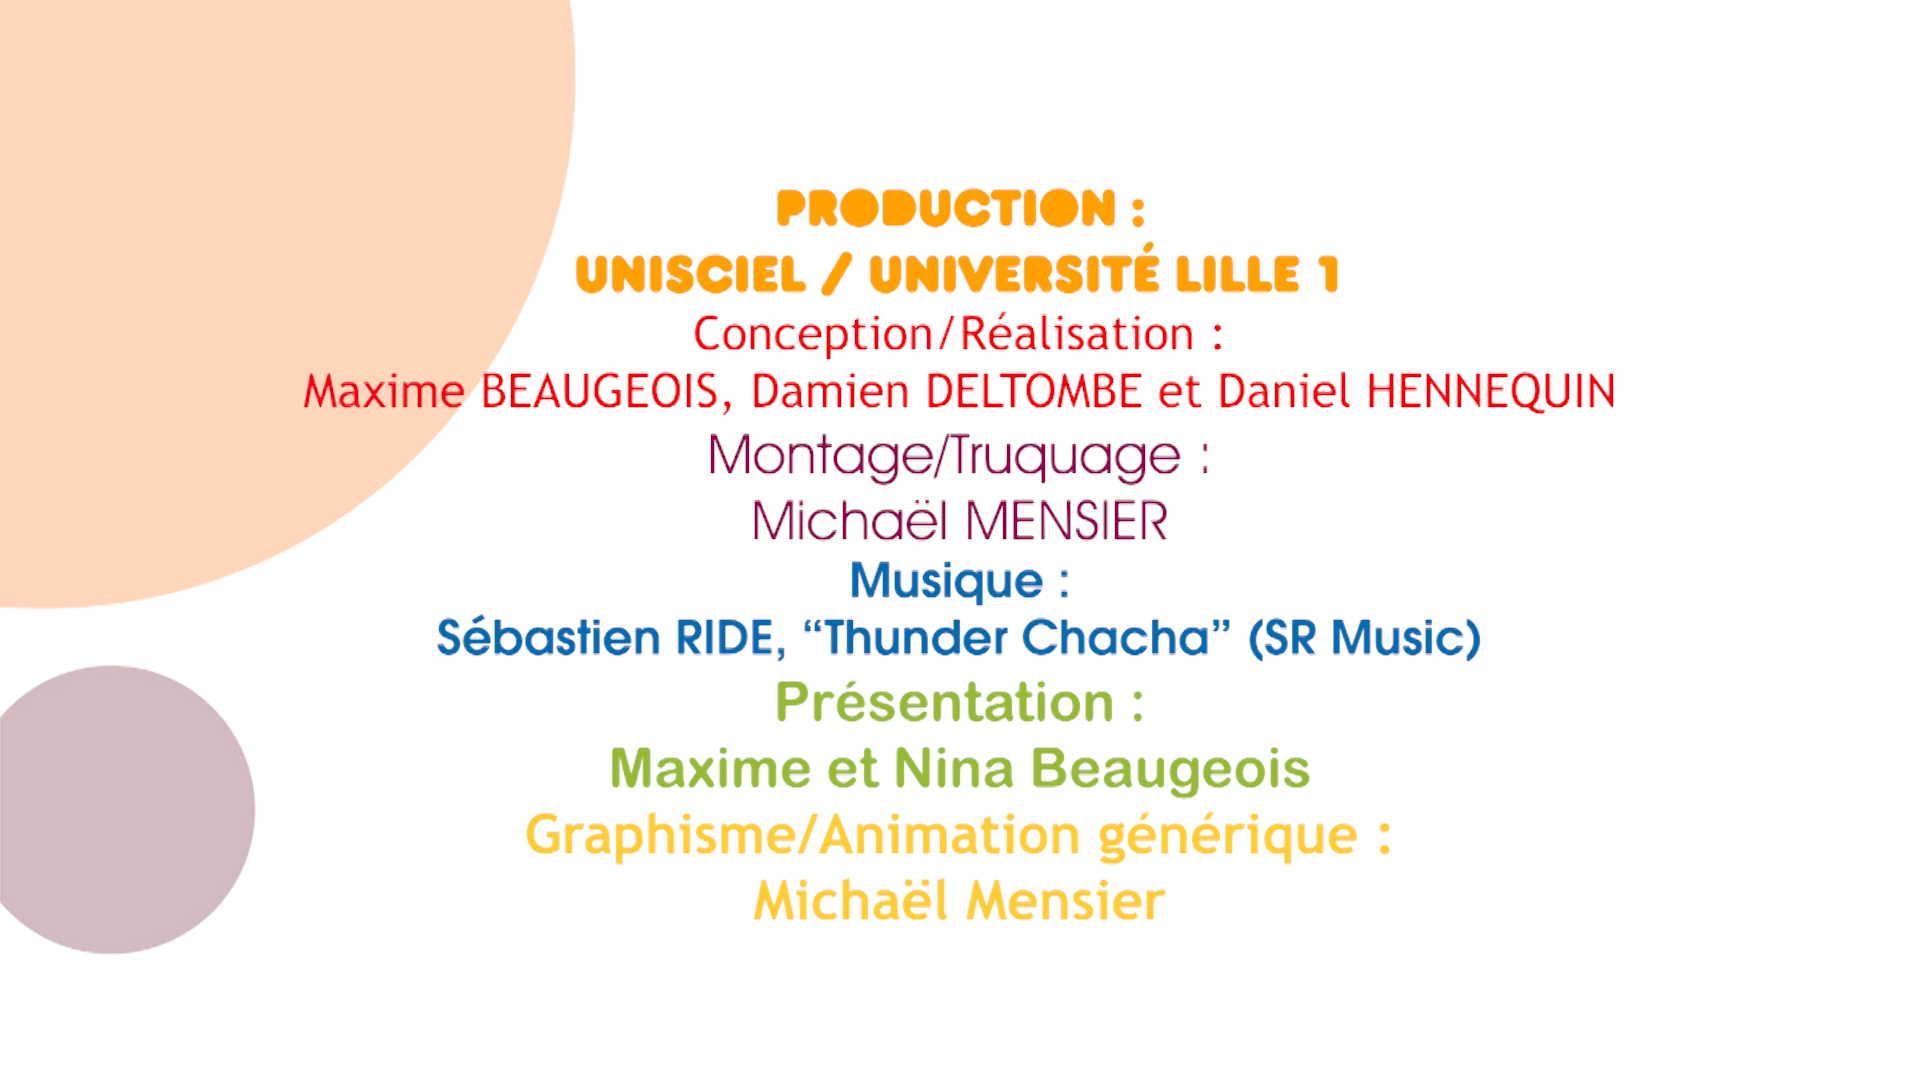 PRODUCTION :
UNISCIEL / UNIVERSITÉ LILLE 1
Conception/Réalisation :
Maxime BEAUGEOIS, Damien DELTOMBE et Daniel HENNEQUIN
Montage/Truquage :
Michaël MENSIER
Musique :
Sébastien RIDE, “Thunder Chacha” (SR Music)
Présentation :
Maxime et Nina Beaugeois
Graphisme/Animation générique :
Michaël Mensier